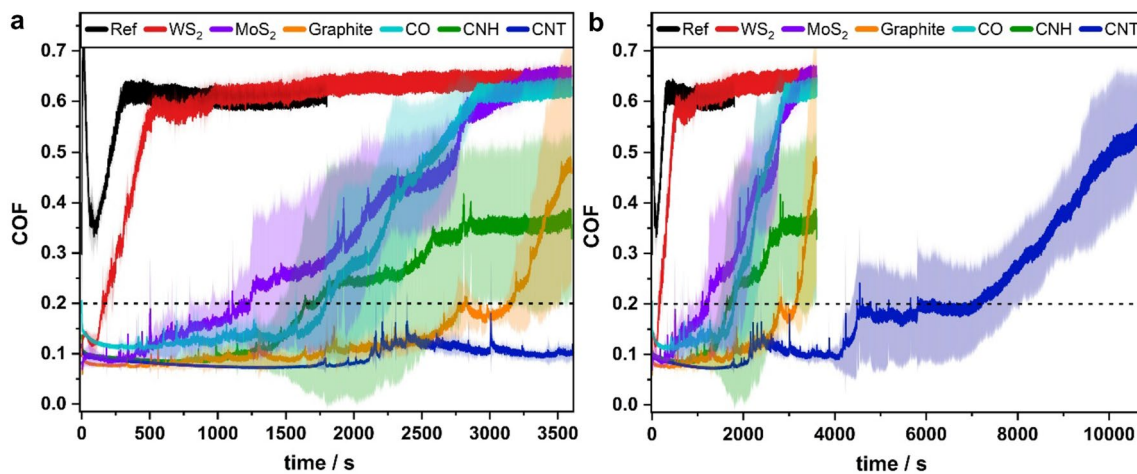 a
Ref WS₂ MoS₂ Graphite CO CNH CNT
0.7
0.6
0.5
0.4
0.3
0.2
0.1
0.0
COF
0 500 1000 1500 2000 2500 3000 3500
time / s
b
Ref WS₂ MoS₂ Graphite CO CNH CNT
0.7
0.6
0.5
0.4
0.3
0.2
0.1
0.0
COF
0 2000 4000 6000 8000 10000
time / s